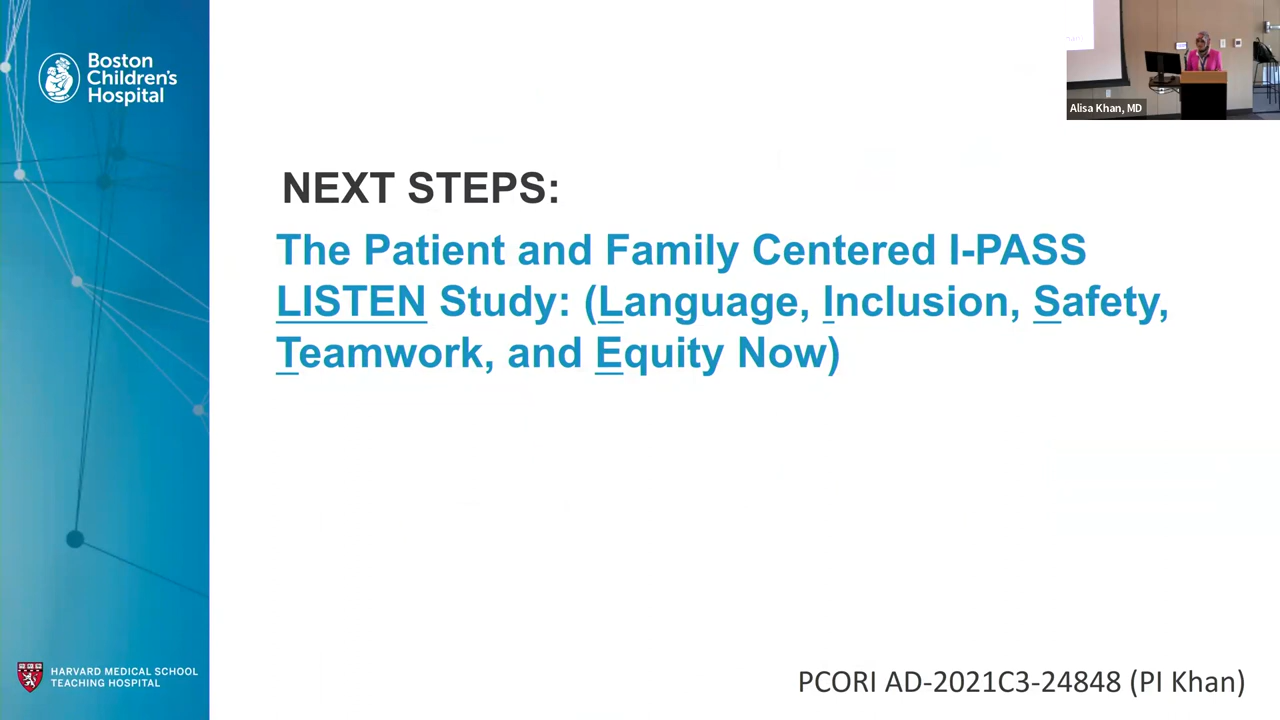 Boston
Children's
Hospital
Alisa Khan, MD
NEXT STEPS:
The Patient and Family Centered I-PASS
LISTEN Study: (Language, Inclusion, Safety,
Teamwork, and Equity Now)
HARVARD MEDICAL SCHOOL
TEACHING HOSPITAL
PCORI AD-2021C3-24848 (PI Khan)